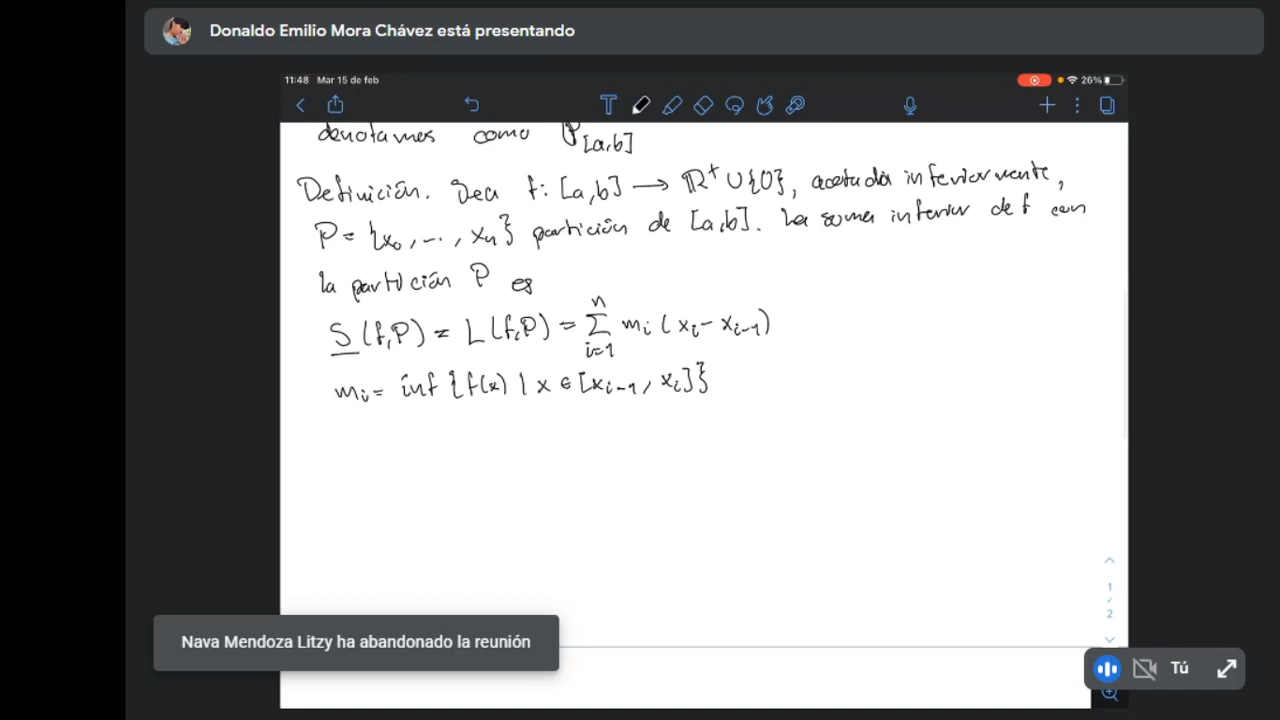 Donaldo Emilio Mora Chávez está presentando
11:48 Mar 15 de feb
26%
denotamos como P[a,b]
Definición. Sea f: [a,b] → ℝ⁺ ∪ {0}, acotada inferiormente,
P = {x₀, ..., xₙ} partición de [a,b]. La suma inferior de f con
la partición P es
S(f,P) = L(f,P) = Σ_{i=1}^{n} mᵢ (xᵢ - xᵢ₋₁)
mᵢ = inf {f(x) | x ∈ [xᵢ₋₁, xᵢ]}
1
/
2
Nava Mendoza Litzy ha abandonado la reunión
Tú